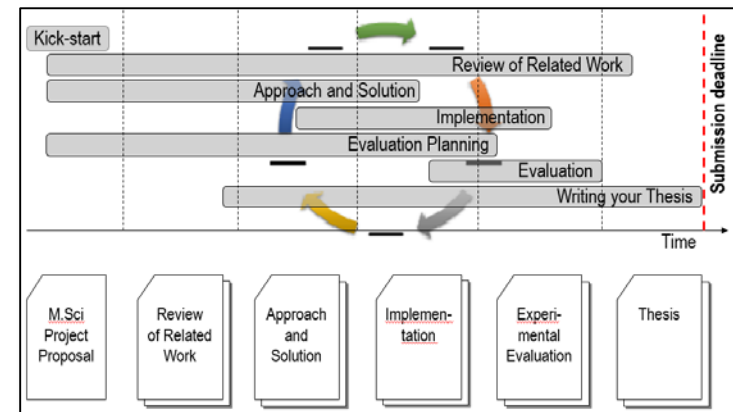 Kick-start
Review of Related Work
Approach and Solution
Implementation
Evaluation Planning
Evaluation
Writing your Thesis
Submission deadline
Time
M.Sci
Project
Proposal
Review
of Related
Work
Approach
and
Solution
Implemen-
tation
Experi-
mental
Evaluation
Thesis